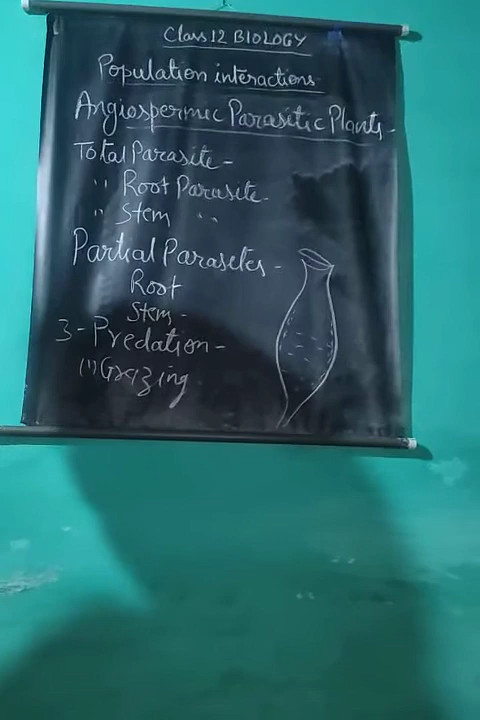 Class 12 BIOLOGY
Population interactions
Angiospermic Parasitic Plants-
Total Parasite-
" Root Parasite-
" Stem "
Partial Parasites-
Root
Stem-
3-Predation-
(1) Grazing